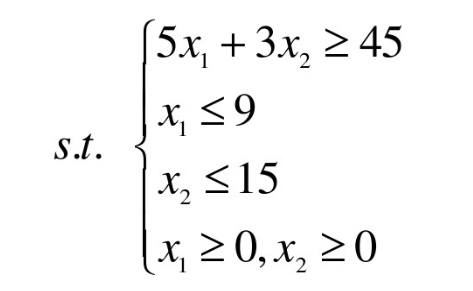 5x₁ + 3x₂ ≥ 45
x₁ ≤ 9
s.t.
x₂ ≤ 15
x₁ ≥ 0, x₂ ≥ 0